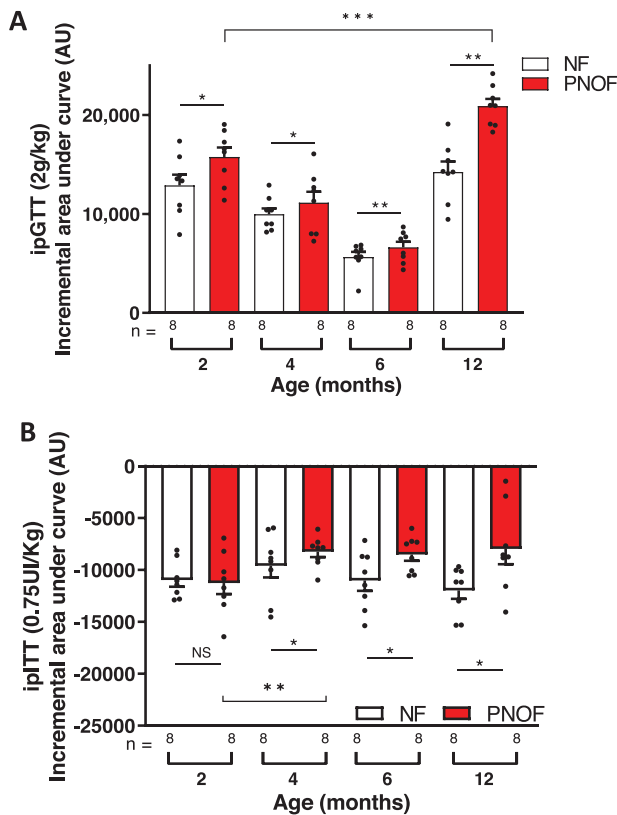 A
***
NF
PNOF
ipGTT (2g/kg)
Incremental area under curve (AU)
20,000
10,000
0
*
*
**
**
n = 8 8 8 8 8 8 8 8
2 4 6 12
Age (months)
B
ipITT (0.75UI/Kg)
Incremental area under curve (AU)
0
-5000
-10000
-15000
-20000
-25000
NS
*
*
*
**
NF PNOF
n = 8 8 8 8 8 8 8 8
2 4 6 12
Age (months)